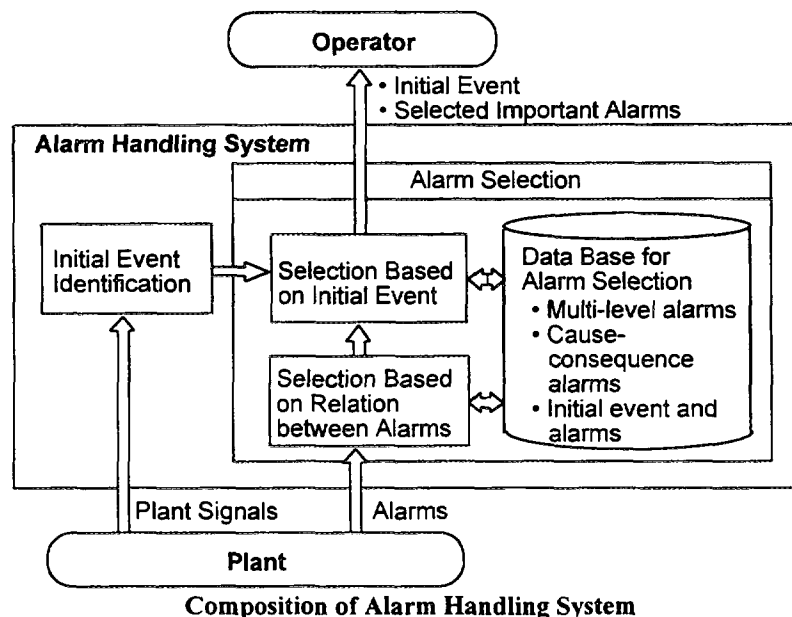 Operator
• Initial Event
• Selected Important Alarms
Alarm Handling System
Alarm Selection
Initial Event
Identification
Selection Based
on Initial Event
Data Base for
Alarm Selection
• Multi-level alarms
• Cause-
consequence
alarms
• Initial event and
alarms
Selection Based
on Relation
between Alarms
Plant Signals
Alarms
Plant
Composition of Alarm Handling System